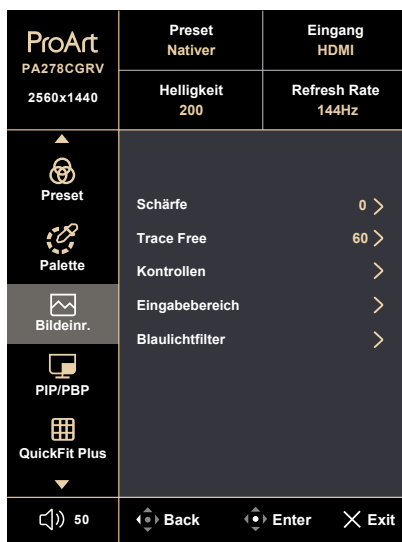 ProArt
PA278CGRV
2560x1440
Preset
Nativer
Eingang
HDMI
Helligkeit
200
Refresh Rate
144Hz
Preset
Palette
Bildeinr.
PIP/PBP
QuickFit Plus
Schärfe 0
Trace Free 60
Kontrollen
Eingabebereich
Blaulichtfilter
50
Back
Enter
Exit